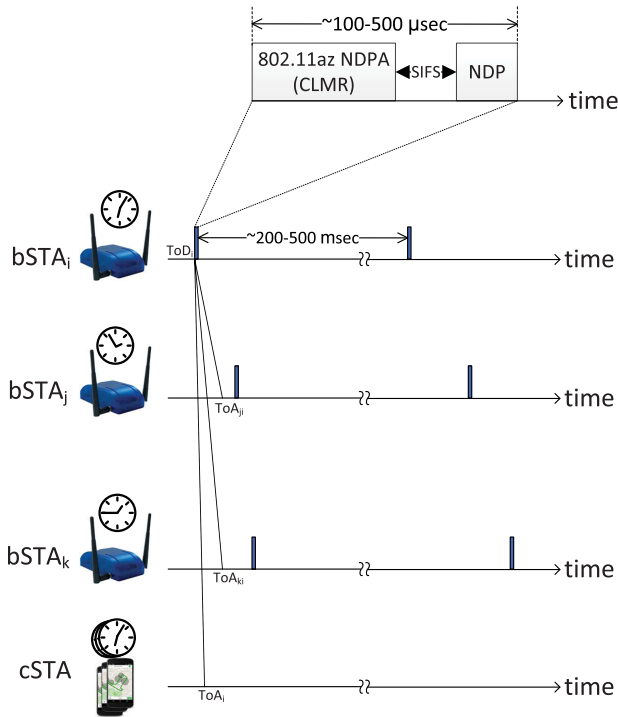 ~100-500 µsec
802.11az NDPA
(CLMR)
SIFS
NDP
time
bSTAi
ToDi
~200-500 msec
time
bSTAj
ToAji
time
bSTAk
ToAki
time
cSTA
ToAi
time